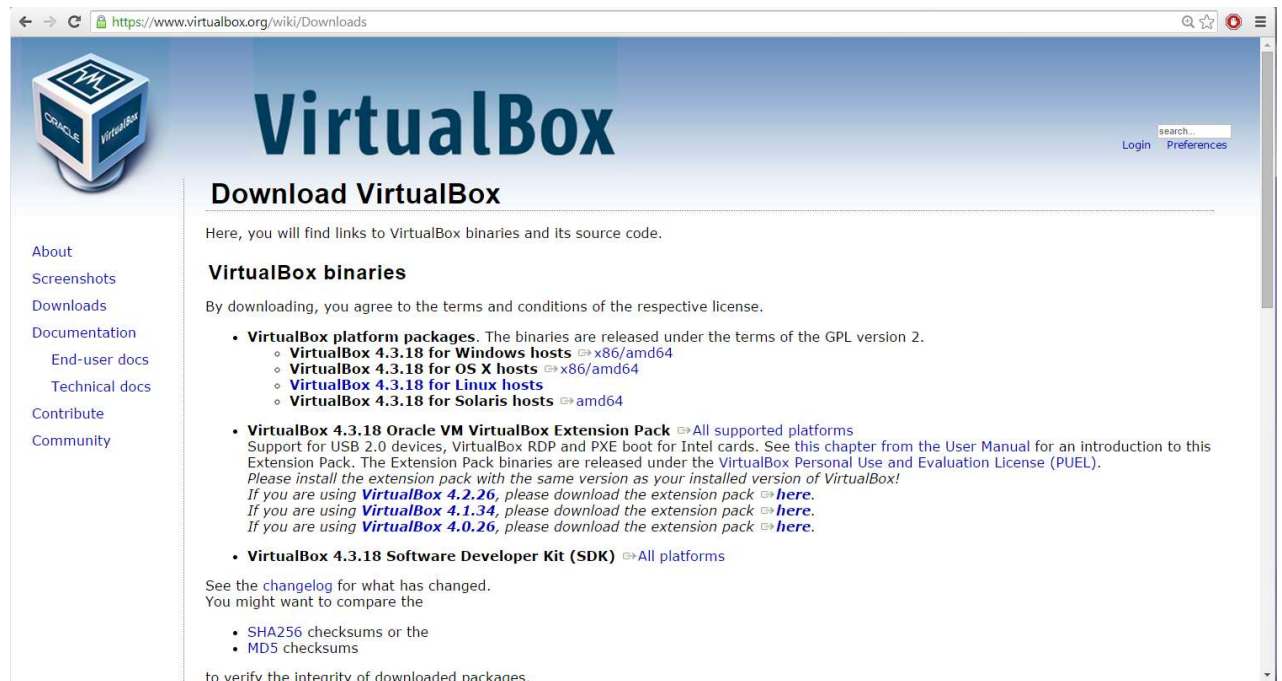 https://www.virtualbox.org/wiki/Downloads
ORACLE
VirtualBox
VirtualBox
search...
Login Preferences
About
Screenshots
Downloads
Documentation
End-user docs
Technical docs
Contribute
Community
Download VirtualBox
Here, you will find links to VirtualBox binaries and its source code.
VirtualBox binaries
By downloading, you agree to the terms and conditions of the respective license.
• VirtualBox platform packages. The binaries are released under the terms of the GPL version 2.
◦ VirtualBox 4.3.18 for Windows hosts x86/amd64
◦ VirtualBox 4.3.18 for OS X hosts x86/amd64
◦ VirtualBox 4.3.18 for Linux hosts
◦ VirtualBox 4.3.18 for Solaris hosts amd64
• VirtualBox 4.3.18 Oracle VM VirtualBox Extension Pack All supported platforms
Support for USB 2.0 devices, VirtualBox RDP and PXE boot for Intel cards. See this chapter from the User Manual for an introduction to this
Extension Pack. The Extension Pack binaries are released under the VirtualBox Personal Use and Evaluation License (PUEL).
Please install the extension pack with the same version as your installed version of VirtualBox!
If you are using VirtualBox 4.2.26, please download the extension pack here.
If you are using VirtualBox 4.1.34, please download the extension pack here.
If you are using VirtualBox 4.0.26, please download the extension pack here.
• VirtualBox 4.3.18 Software Developer Kit (SDK) All platforms
See the changelog for what has changed.
You might want to compare the
• SHA256 checksums or the
• MD5 checksums
to verify the integrity of downloaded packages.